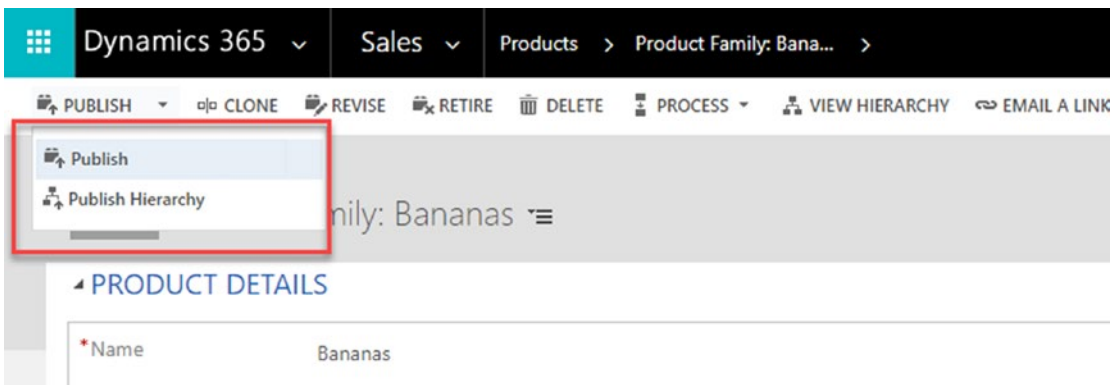 Dynamics 365 Sales Products > Product Family: Bana... >
PUBLISH CLONE REVISE RETIRE DELETE PROCESS VIEW HIERARCHY EMAIL A LINK
Publish
Publish Hierarchy
mily: Bananas
PRODUCT DETAILS
*Name Bananas